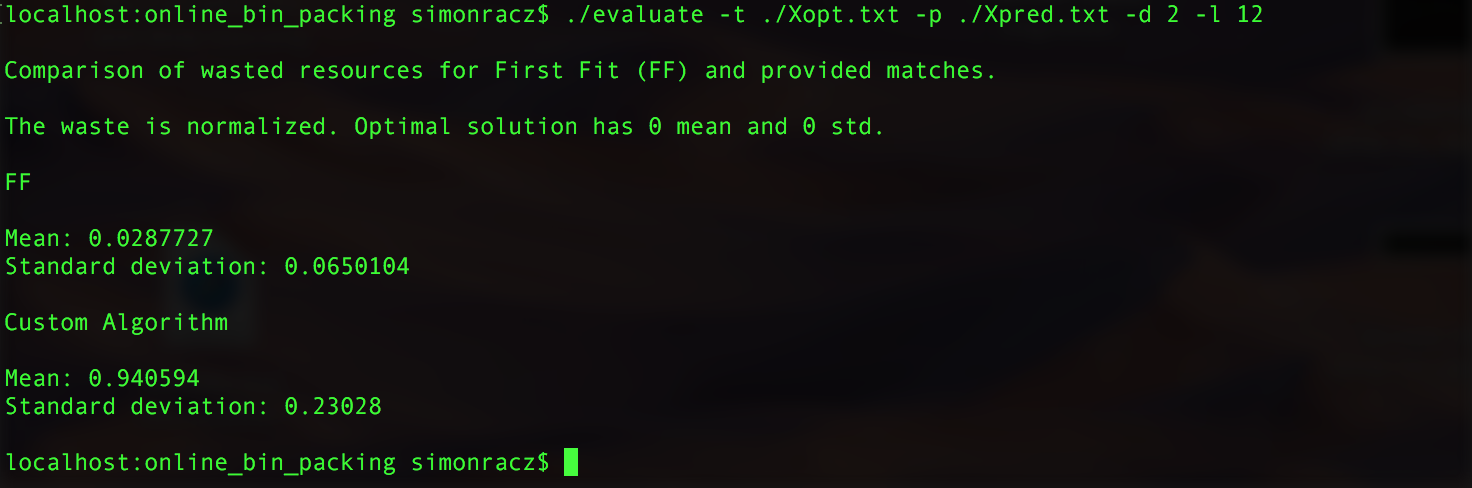 localhost:online_bin_packing simonracz$ ./evaluate -t ./Xopt.txt -p ./Xpred.txt -d 2 -l 12
Comparison of wasted resources for First Fit (FF) and provided matches.
The waste is normalized. Optimal solution has 0 mean and 0 std.
FF
Mean: 0.0287727
Standard deviation: 0.0650104
Custom Algorithm
Mean: 0.940594
Standard deviation: 0.23028
localhost:online_bin_packing simonracz$